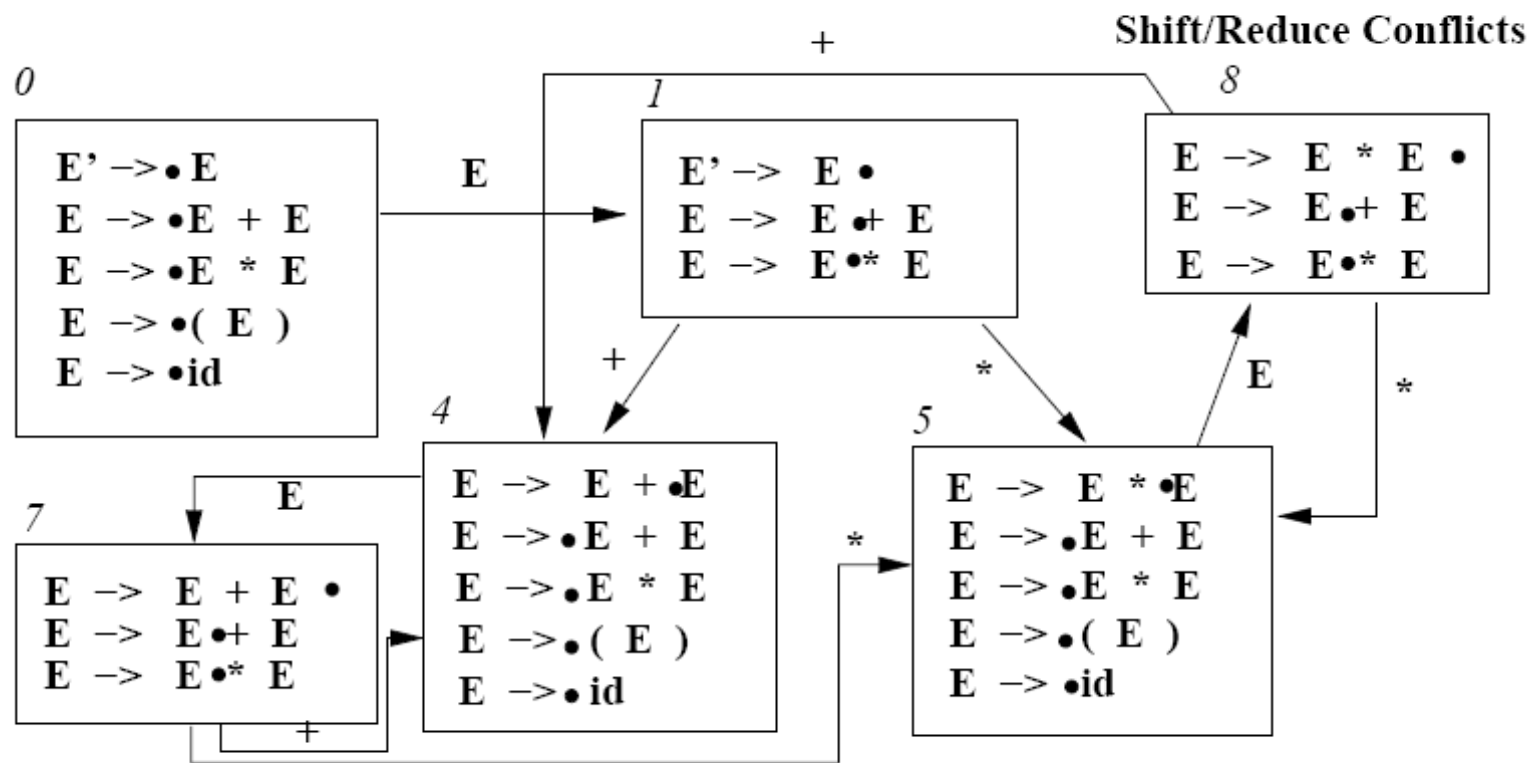 Shift/Reduce Conflicts
+
0
E’ –> • E
E –> •E + E
E –> •E * E
E –> •( E )
E –> •id
E
1
E’ –> E •
E –> E •+ E
E –> E •* E
8
E –> E * E •
E –> E •+ E
E –> E •* E
+
*
E
*
4
E –> E + •E
E –> •E + E
E –> •E * E
E –> •( E )
E –> • id
5
E –> E * •E
E –> •E + E
E –> •E * E
E –> •( E )
E –> •id
E
7
E –> E + E •
E –> E •+ E
E –> E •* E
+
*